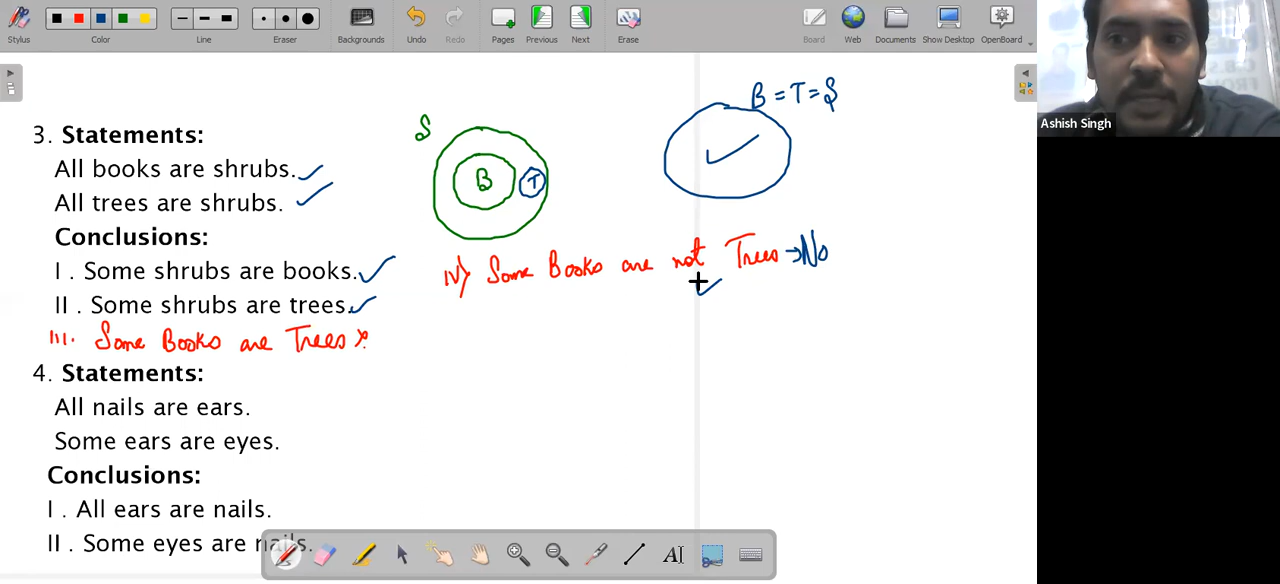 Stylus
Color
Line
Eraser
Backgrounds
Undo
Redo
Pages
Previous
Next
Erase
Board
Web
Documents
Show Desktop
OpenBoard
Ashish Singh
3. Statements:
All books are shrubs.
All trees are shrubs.
Conclusions:
I . Some shrubs are books.
II . Some shrubs are trees.
III. Some Books are Trees
S
B
T
B = T = S
IV) Some Books are not Trees → No
4. Statements:
All nails are ears.
Some ears are eyes.
Conclusions:
I . All ears are nails.
II . Some eyes are nails.
AI